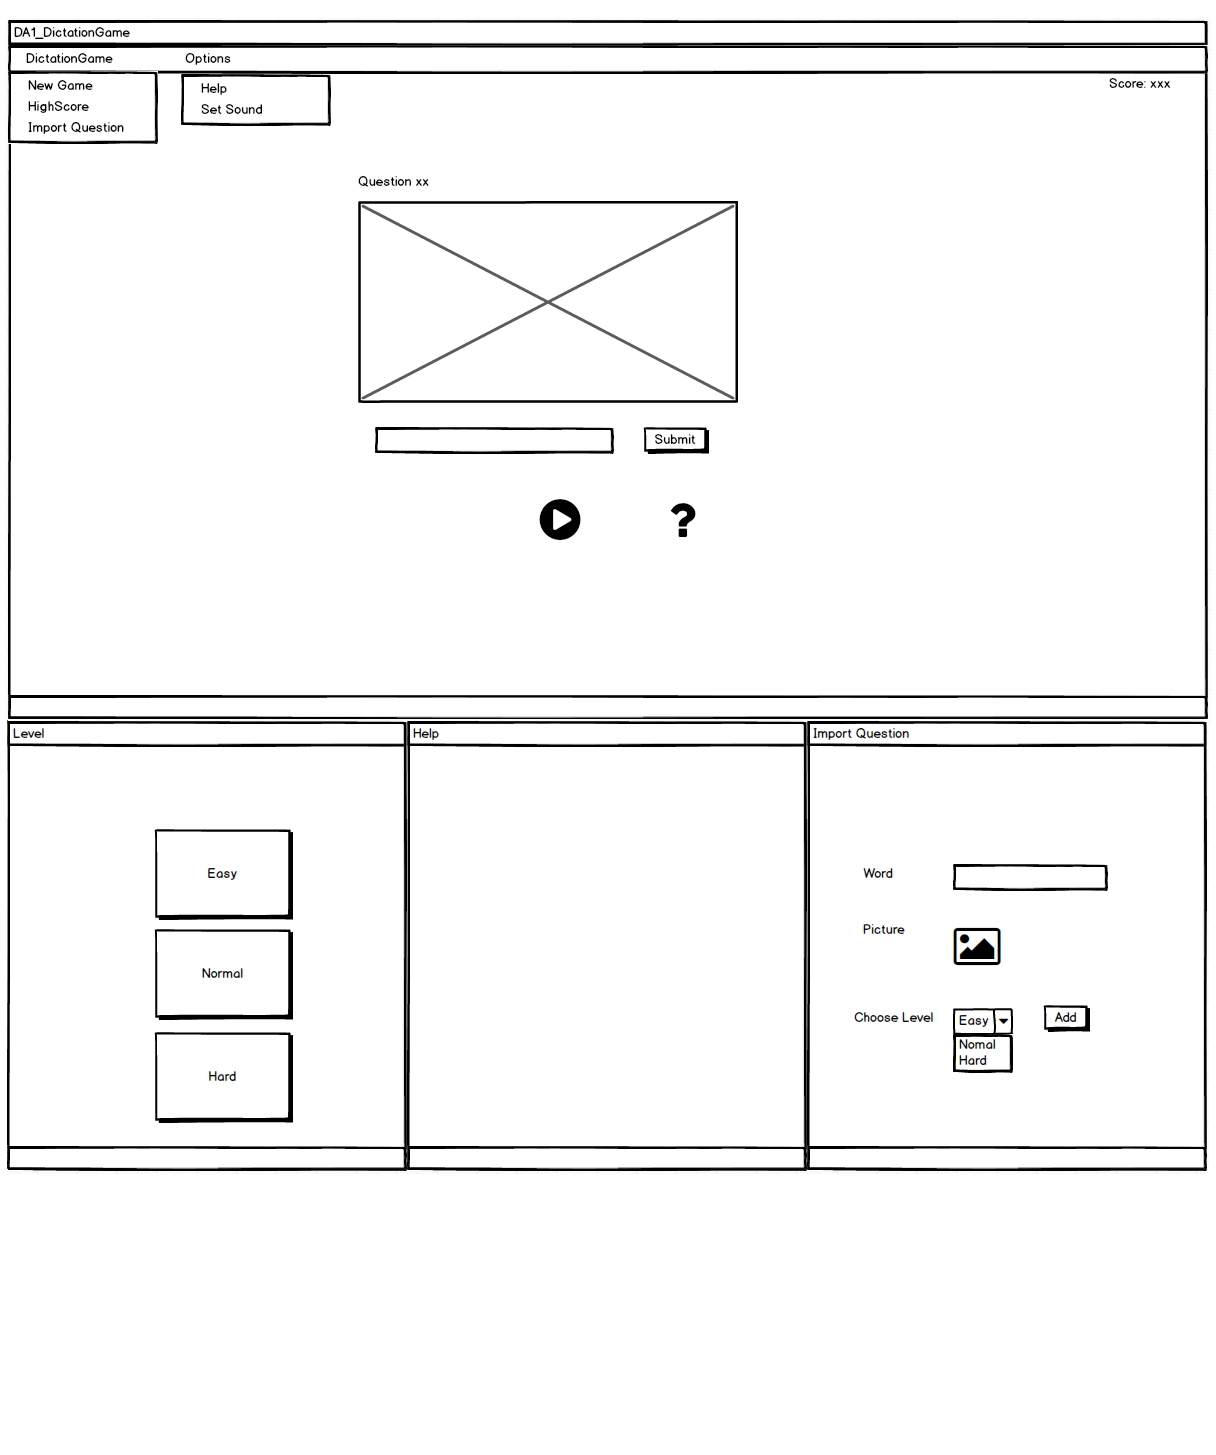 DA1_DictationGame
DictationGame
Options
New Game
HighScore
Import Question
Help
Set Sound
Score: xxx
Question xx
Submit
?
Level
Easy
Normal
Hard
Help
Import Question
Word
Picture
Choose Level
Easy
Nomal
Hard
Add